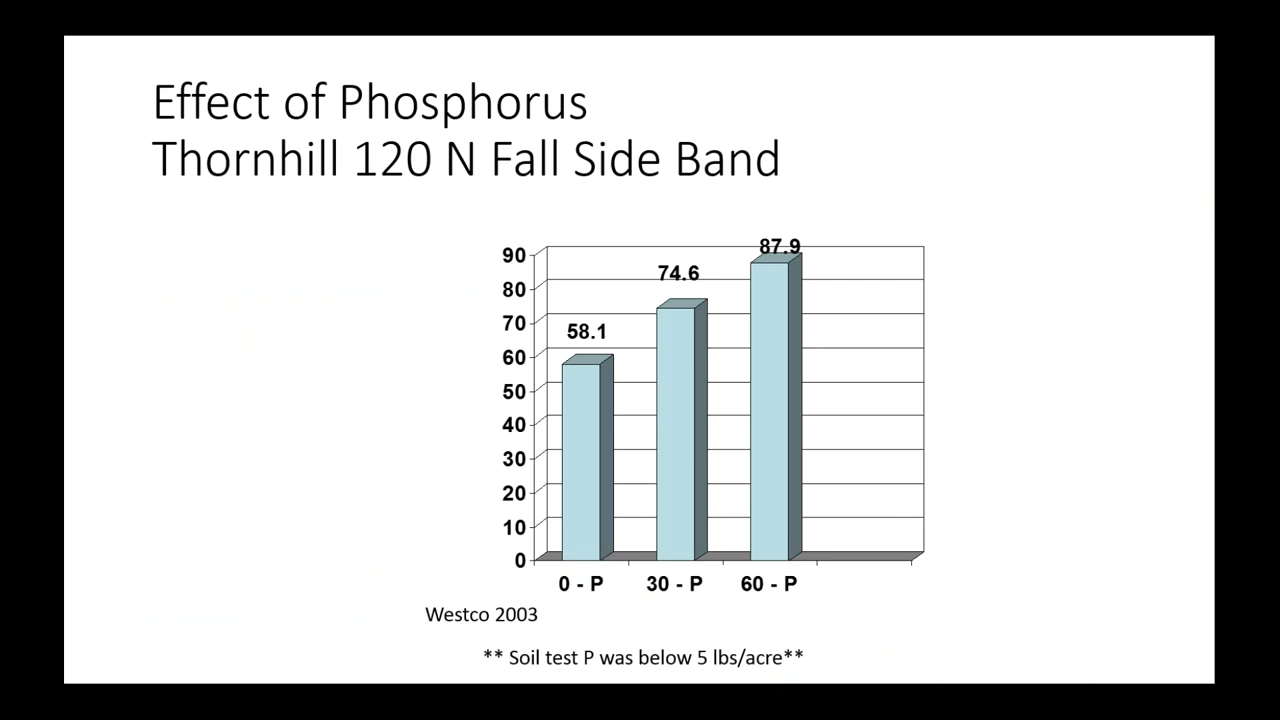 Effect of Phosphorus
Thornhill 120 N Fall Side Band
87.9
74.6
58.1
90
80
70
60
50
40
30
20
10
0
0 - P 30 - P 60 - P
Westco 2003
** Soil test P was below 5 lbs/acre**